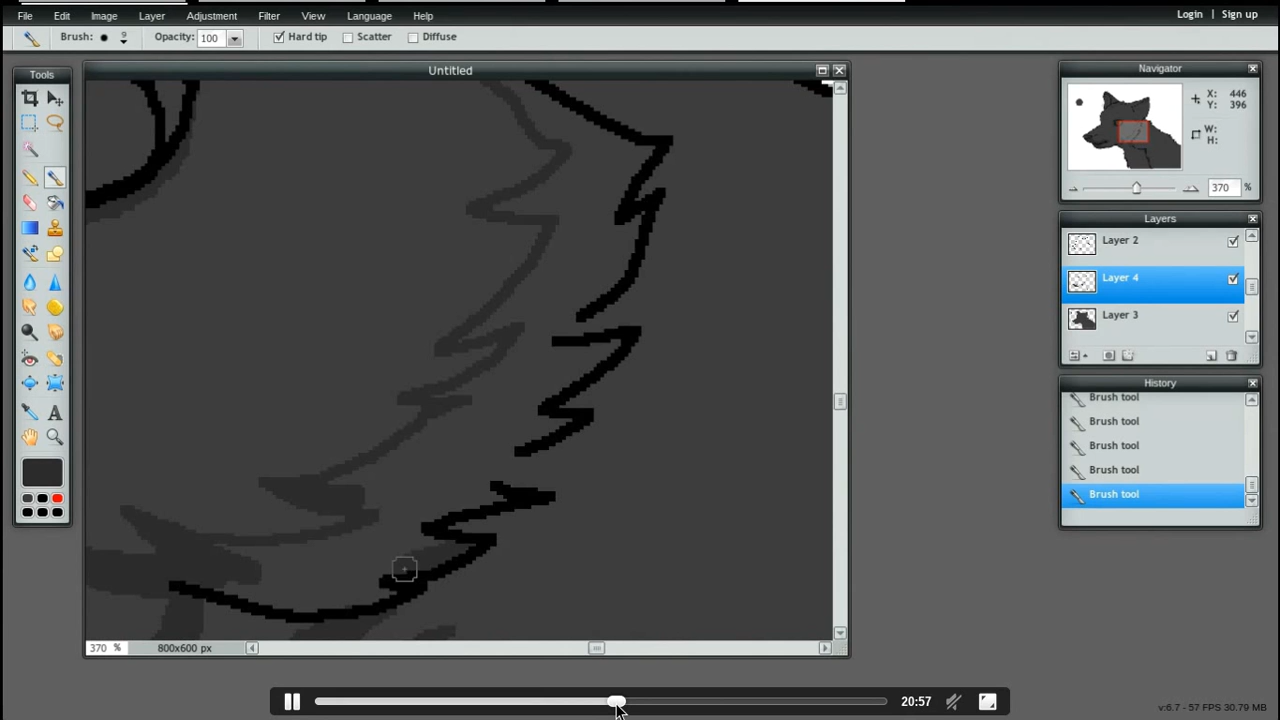 File Edit Image Layer Adjustment Filter View Language Help Login | Sign up
Brush: 9 Opacity: 100 Hard tip Scatter Diffuse
Tools
Untitled
Navigator
X: 446
Y: 396
W:
H:
370 %
Layers
Layer 2
Layer 4
Layer 3
History
Brush tool
Brush tool
Brush tool
Brush tool
Brush tool
370 % 800x600 px
20:57
v:6.7 - 57 FPS 30.79 MB